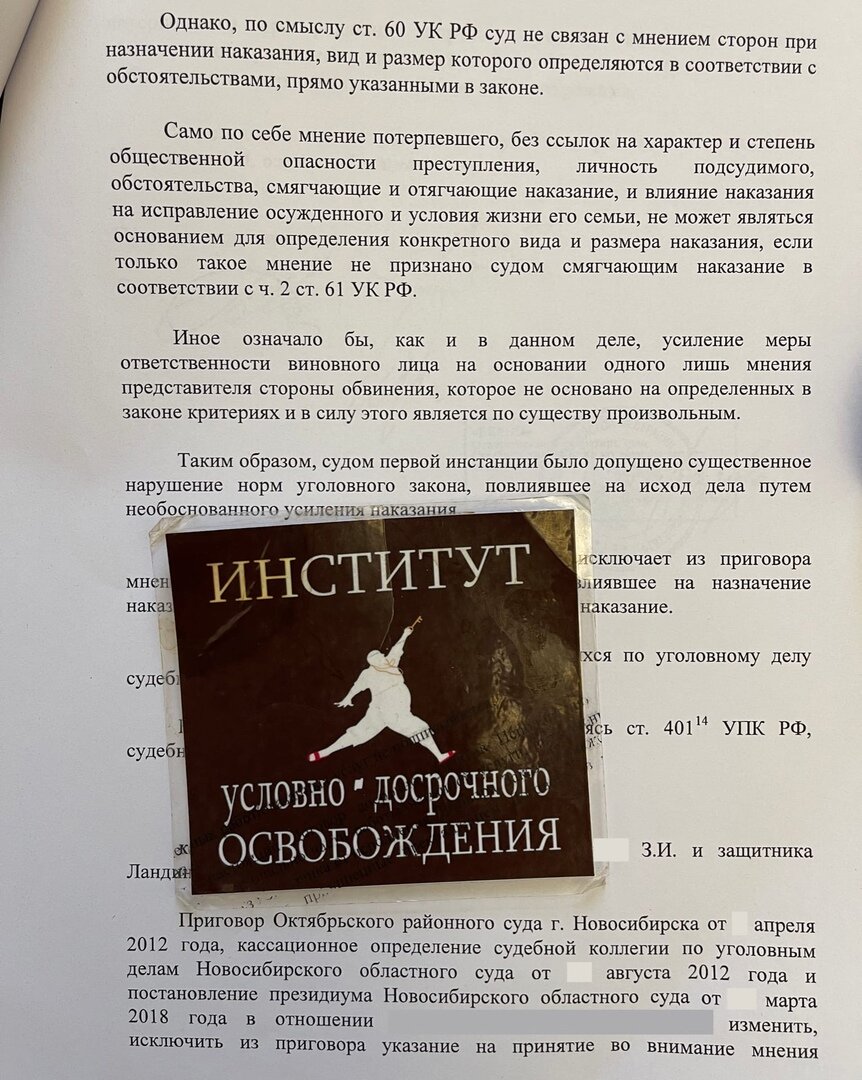 Однако, по смыслу ст. 60 УК РФ суд не связан с мнением сторон при
назначении наказания, вид и размер которого определяются в соответствии с
обстоятельствами, прямо указанными в законе.
Само по себе мнение потерпевшего, без ссылок на характер и степень
общественной опасности преступления, личность подсудимого,
обстоятельства, смягчающие и отягчающие наказание, и влияние наказания
на исправление осужденного и условия жизни его семьи, не может являться
основанием для определения конкретного вида и размера наказания, если
только такое мнение не признано судом смягчающим наказание в
соответствии с ч. 2 ст. 61 УК РФ.
Иное означало бы, как и в данном деле, усиление меры
ответственности виновного лица на основании одного лишь мнения
представителя стороны обвинения, которое не основано на определенных в
законе критериях и в силу этого является по существу произвольным.
Таким образом, судом первой инстанции было допущено существенное
нарушение норм уголовного закона, повлиявшее на исход дела путем
необоснованного усиления наказания.
исключает из приговора
мнен влиявшее на назначение
наказ наказание.
хся по уголовному делу
судебн
ясь ст. 401¹⁴ УПК РФ,
судебн
ИНСТИТУТ
условно - досрочного
ОСВОБОЖДЕНИЯ
З.И. и защитника
Ландин
Приговор Октябрьского районного суда г. Новосибирска от апреля
2012 года, кассационное определение судебной коллегии по уголовным
делам Новосибирского областного суда от августа 2012 года и
постановление президиума Новосибирского областного суда от марта
2018 года в отношении изменить,
исключить из приговора указание на принятие во внимание мнения